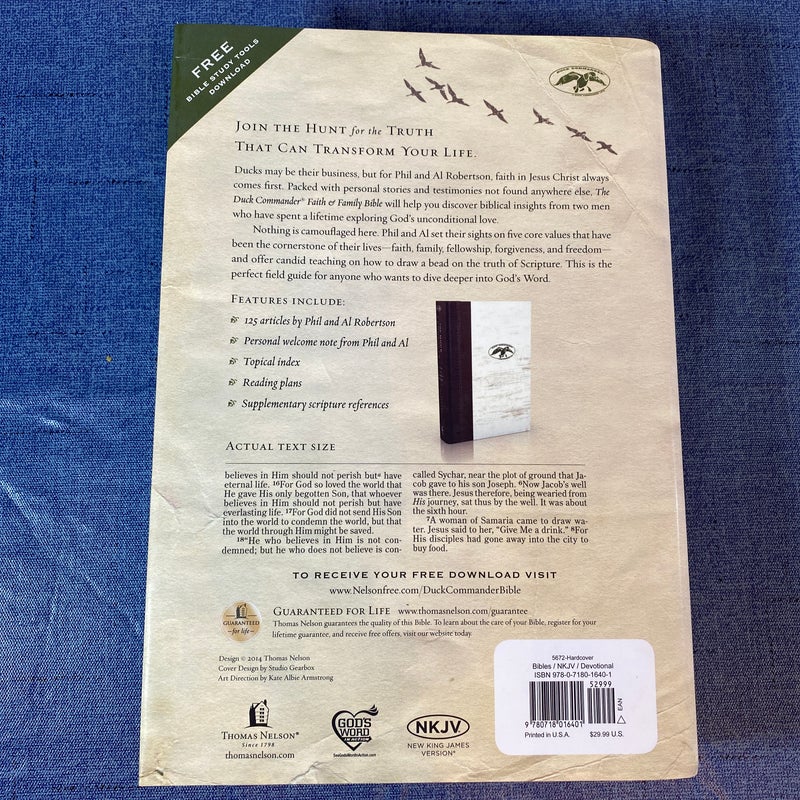 FREE
BIBLE STUDY TOOLS
DOWNLOAD
DUCK COMMANDER
JOIN THE HUNT for the TRUTH
THAT CAN TRANSFORM YOUR LIFE.
Ducks may be their business, but for Phil and Al Robertson, faith in Jesus Christ always
comes first. Packed with personal stories and testimonies not found anywhere else, The
Duck Commander® Faith & Family Bible will help you discover biblical insights from two men
who have spent a lifetime exploring God's unconditional love.
Nothing is camouflaged here. Phil and Al set their sights on five core values that have
been the cornerstone of their lives—faith, family, fellowship, forgiveness, and freedom—
and offer candid teaching on how to draw a bead on the truth of Scripture. This is the
perfect field guide for anyone who wants to dive deeper into God's Word.
FEATURES INCLUDE:
125 articles by Phil and Al Robertson
Personal welcome note from Phil and Al
Topical index
Reading plans
Supplementary scripture references
ACTUAL TEXT SIZE
believes in Him should not perish but have
eternal life. 16For God so loved the world that
He gave His only begotten Son, that whoever
believes in Him should not perish but have
everlasting life. 17For God did not send His Son
into the world to condemn the world, but that
the world through Him might be saved.
18"He who believes in Him is not con-
demned; but he who does not believe is con-
called Sychar, near the plot of ground that Ja-
cob gave to his son Joseph. 6Now Jacob's well
was there. Jesus therefore, being wearied from
His journey, sat thus by the well. It was about
the sixth hour.
7A woman of Samaria came to draw wa-
ter. Jesus said to her, "Give Me a drink." 8For
His disciples had gone away into the city to
buy food.
TO RECEIVE YOUR FREE DOWNLOAD VISIT
www.Nelsonfree.com/DuckCommanderBible
GUARANTEED
for life
GUARANTEED FOR LIFE www.thomasnelson.com/guarantee
Thomas Nelson guarantees the quality of this Bible. To learn about the care of your Bible, register for your
lifetime guarantee, and receive free offers, visit our website today.
Design © 2014 Thomas Nelson
Cover Design by Studio Gearbox
Art Direction by Kate Albie Armstrong
THOMAS NELSON®
Since 1798
thomasnelson.com
GOD'S
WORD
IN ACTION
SeeGodsWordInAction.com
NKJV
NEW KING JAMES
VERSION®
5672-Hardcover
Bibles / NKJV / Devotional
ISBN 978-0-7180-1640-1
52999
EAN
9 780718 016401
Printed in U.S.A. $29.99 U.S.